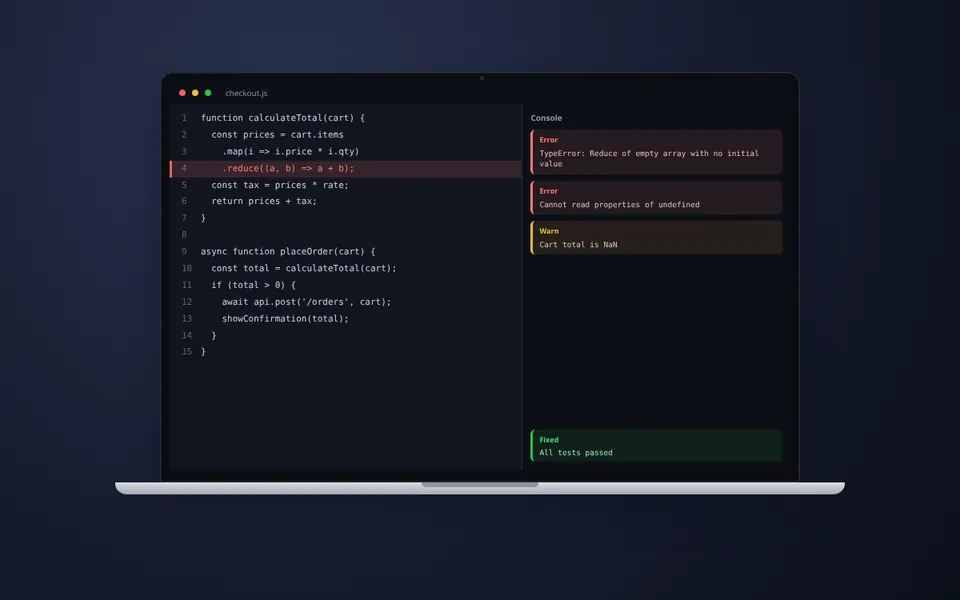 checkout.js
1 function calculateTotal(cart) {
2 const prices = cart.items
3 .map(i => i.price * i.qty)
4 .reduce((a, b) => a + b);
5 const tax = prices * rate;
6 return prices + tax;
7 }
8
9 async function placeOrder(cart) {
10 const total = calculateTotal(cart);
11 if (total > 0) {
12 await api.post('/orders', cart);
13 showConfirmation(total);
14 }
15 }
Console
Error
TypeError: Reduce of empty array with no initial
value
Error
Cannot read properties of undefined
Warn
Cart total is NaN
Fixed
All tests passed